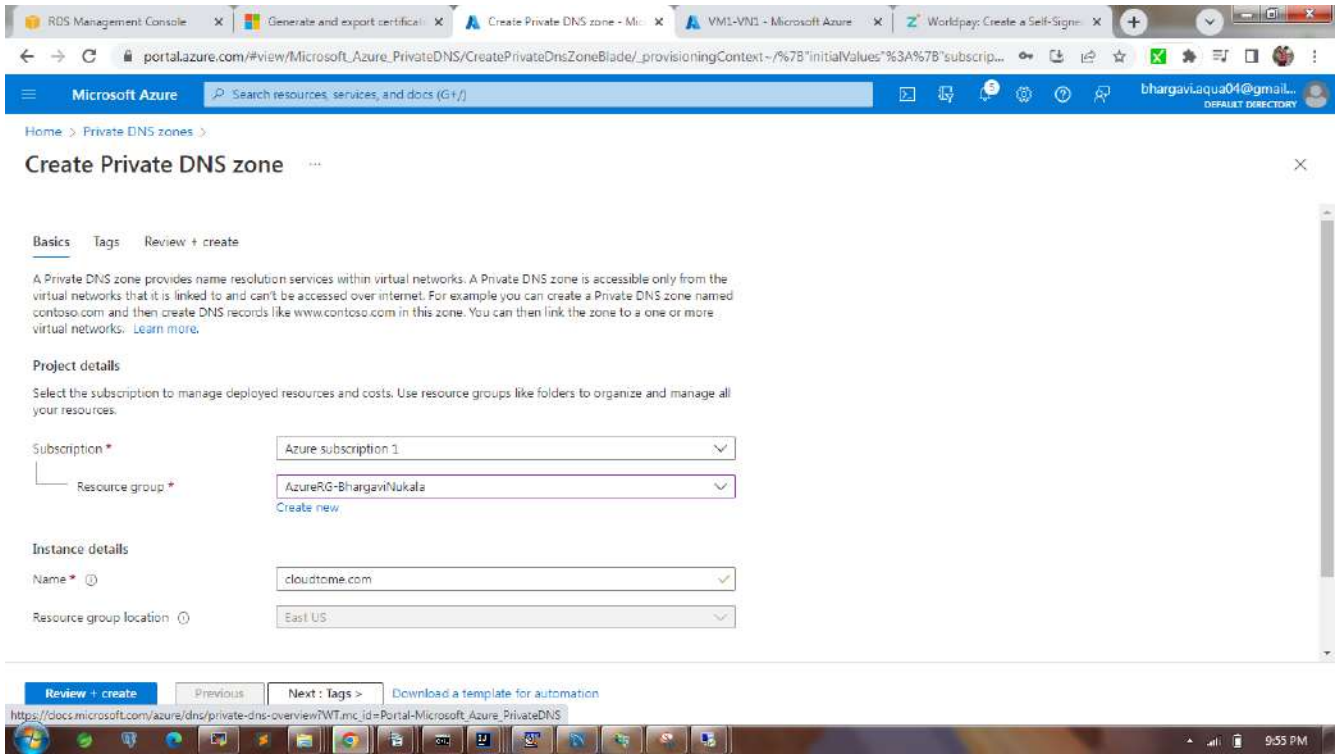 RDS Management Console
Generate and export certificat
Create Private DNS zone - Mic
VM1-VN1 - Microsoft Azure
Worldpay: Create a Self-Signe
portal.azure.com/#view/Microsoft_Azure_PrivateDNS/CreatePrivateDnsZoneBlade/_provisioningContext~/%7B"initialValues"%3A%7B"subscrip...
Microsoft Azure
Search resources, services, and docs (G+/)
5
bhargavi.aqua04@gmail...
DEFAULT DIRECTORY
Home > Private DNS zones >
Create Private DNS zone ...
Basics Tags Review + create
A Private DNS zone provides name resolution services within virtual networks. A Private DNS zone is accessible only from the
virtual networks that it is linked to and can't be accessed over internet. For example you can create a Private DNS zone named
contoso.com and then create DNS records like www.contoso.com in this zone. You can then link the zone to a one or more
virtual networks. Learn more.
Project details
Select the subscription to manage deployed resources and costs. Use resource groups like folders to organize and manage all
your resources.
Subscription * Azure subscription 1
Resource group * AzureRG-BhargaviNukala
Create new
Instance details
Name * cloudtome.com
Resource group location East US
Review + create Previous Next : Tags > Download a template for automation
https://docs.microsoft.com/azure/dns/private-dns-overview?WT.mc_id=Portal-Microsoft_Azure_PrivateDNS
9:55 PM